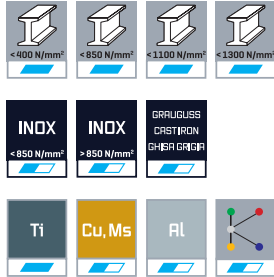 <400 N/mm²
<850 N/mm²
<1100 N/mm²
<1300 N/mm²
INOX
<850 N/mm²
INOX
>850 N/mm²
GRAUGUSS
CAST IRON
GHISA GRIGIA
Ti
Cu, Ms
Al